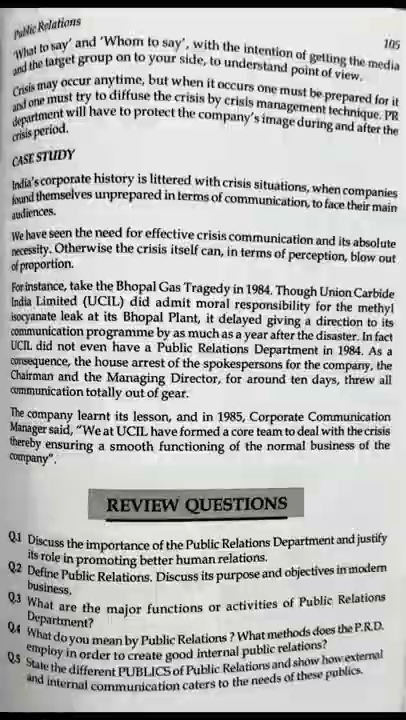 Public Relations
105
'What to say' and 'Whom to say', with the intention of getting the media
and the target group on to your side, to understand point of view.
Crisis may occur anytime, but when it occurs one must be prepared for it
and one must try to diffuse the crisis by crisis management technique. PR
department will have to protect the company's image during and after the
crisis period.
CASE STUDY
India's corporate history is littered with crisis situations, when companies
found themselves unprepared in terms of communication, to face their main
audiences.
We have seen the need for effective crisis communication and its absolute
necessity. Otherwise the crisis itself can, in terms of perception, blow out
of proportion.
For instance, take the Bhopal Gas Tragedy in 1984. Though Union Carbide
India Limited (UCIL) did admit moral responsibility for the methyl
isocyanate leak at its Bhopal Plant, it delayed giving a direction to its
communication programme by as much as a year after the disaster. In fact
UCIL did not even have a Public Relations Department in 1984. As a
consequence, the house arrest of the spokespersons for the company, the
Chairman and the Managing Director, for around ten days, threw all
communication totally out of gear.
The company learnt its lesson, and in 1985, Corporate Communication
Manager said, "We at UCIL have formed a core team to deal with the crisis
thereby ensuring a smooth functioning of the normal business of the
company".
REVIEW QUESTIONS
Q.1 Discuss the importance of the Public Relations Department and justify
its role in promoting better human relations.
Q.2 Define Public Relations. Discuss its purpose and objectives in modern
business.
Q.3 What are the major functions or activities of Public Relations
Department?
Q.4 What do you mean by Public Relations ? What methods does the P.R.D.
employ in order to create good internal public relations?
Q.5 State the different PUBLICS of Public Relations and show how external
and internal communication caters to the needs of these publics.